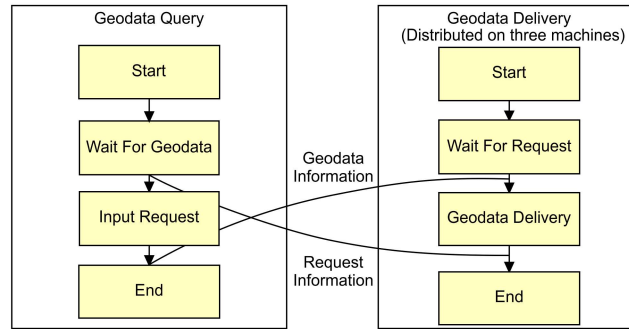 Geodata Query
Start
Wait For Geodata
Input Request
End
Geodata
Information
Request
Information
Geodata Delivery
(Distributed on three machines)
Start
Wait For Request
Geodata Delivery
End